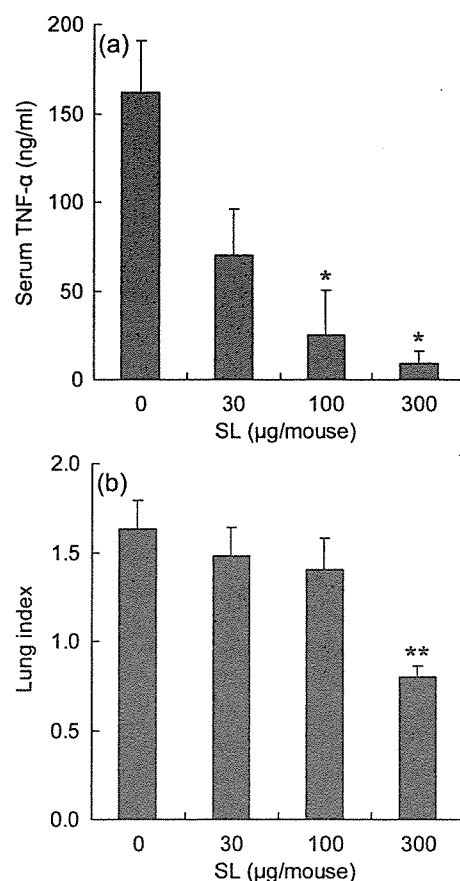 (a)
Serum TNF-α (ng/ml)
200
150
100
50
0
*
*
0 30 100 300
SL (µg/mouse)
(b)
Lung index
2.0
1.5
1.0
0.5
0.0
**
0 30 100 300
SL (µg/mouse)